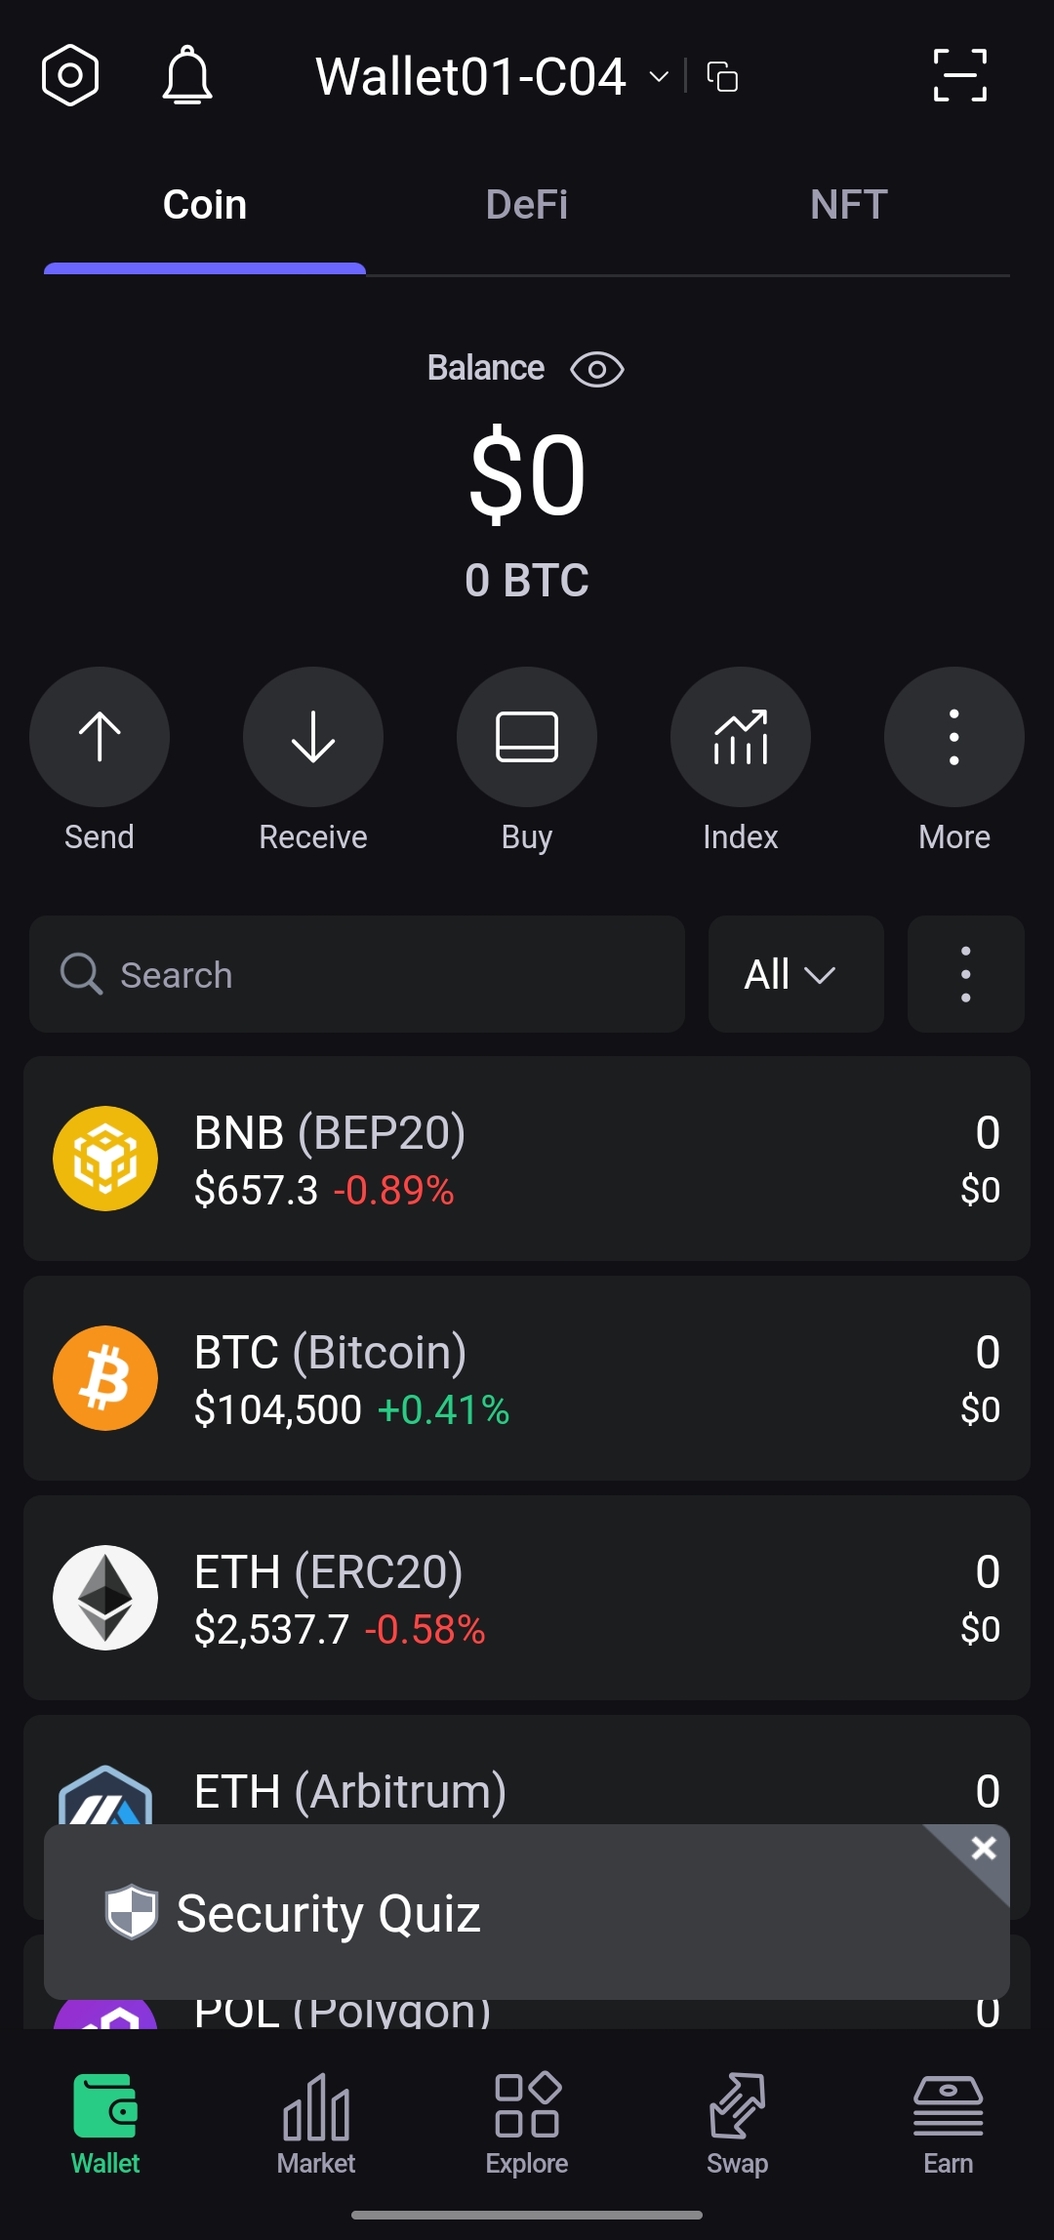 Wallet01-C04
Coin DeFi NFT
Balance
$0
0 BTC
Send Receive Buy Index More
Search All
BNB (BEP20) 0
$657.3 -0.89% $0
BTC (Bitcoin) 0
$104,500 +0.41% $0
ETH (ERC20) 0
$2,537.7 -0.58% $0
ETH (Arbitrum) 0
Security Quiz
POL (Polygon) 0
Wallet Market Explore Swap Earn